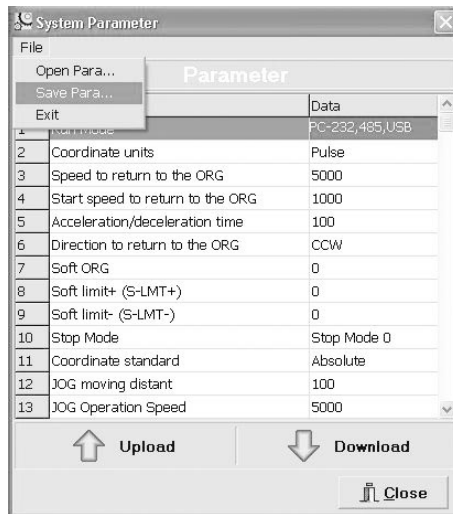 System Parameter
File
Open Para...
Save Para...
Exit
Parameter
Data
1 Run Mode PC-232,485,USB
2 Coordinate units Pulse
3 Speed to return to the ORG 5000
4 Start speed to return to the ORG 1000
5 Acceleration/deceleration time 100
6 Direction to return to the ORG CCW
7 Soft ORG 0
8 Soft limit+ (S-LMT+) 0
9 Soft limit- (S-LMT-) 0
10 Stop Mode Stop Mode 0
11 Coordinate standard Absolute
12 JOG moving distant 100
13 JOG Operation Speed 5000
Upload Download
Close